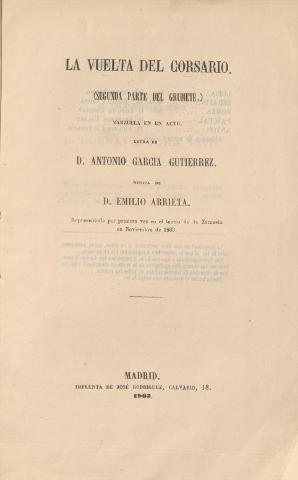 LA VUELTA DEL CORSARIO.
(SEGUNDA PARTE DEL GRUMETE.)
ZARZUELA EN UN ACTO.
LETRA DE
D. ANTONIO GARCIA GUTIERREZ.
MUSICA DE
D. EMILIO ARRIETA.
Representada por primera vez en el teatro de la Zarzuela
en Noviembre de 1863.
MADRID.
IMPRENTA DE JOSÉ RODRIGUEZ, CALVARIO, 18.
1863.